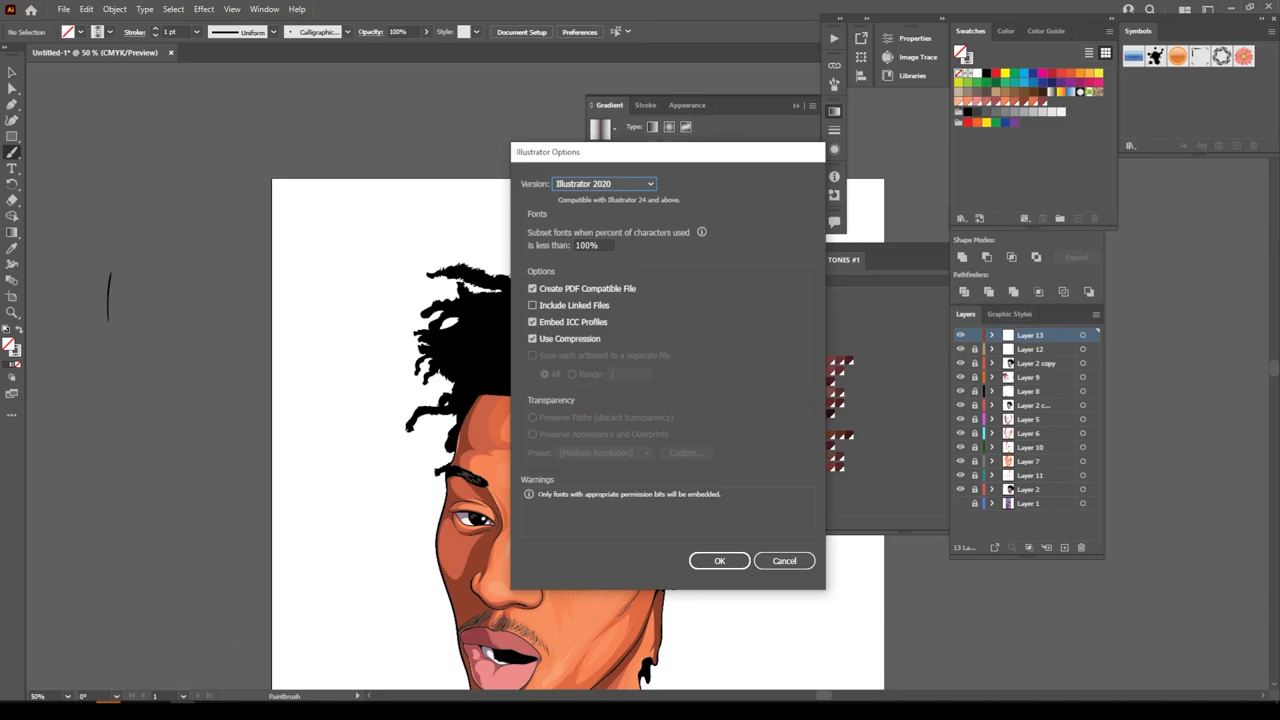 Ai File Edit Object Type Select Effect View Window Help
No Selection Stroke: 1 pt Uniform Calligraphic... Opacity: 100% Style: Document Setup Preferences
Untitled-1* @ 50 % (CMYK/Preview)
Properties
Image Trace
Libraries
Swatches Color Color Guide
Symbols
Gradient Stroke Appearance
Type:
Illustrator Options
Version: Illustrator 2020
Compatible with Illustrator 24 and above.
Fonts
Subset fonts when percent of characters used
is less than: 100%
Options
Create PDF Compatible File
Include Linked Files
Embed ICC Profiles
Use Compression
Save each artboard to a separate file
All Range: 1
Transparency
Preserve Paths (discard transparency)
Preserve Appearance and Overprints
Preset: [Medium Resolution] Custom...
Warnings
Only fonts with appropriate permission bits will be embedded.
OK Cancel
TONES #1
Shape Modes:
Expand
Pathfinders:
Layers Graphic Styles
Layer 13
Layer 12
Layer 2 copy
Layer 9
Layer 8
Layer 2 c...
Layer 5
Layer 6
Layer 10
Layer 7
Layer 11
Layer 2
Layer 1
13 La...
50% 0° 1 Paintbrush